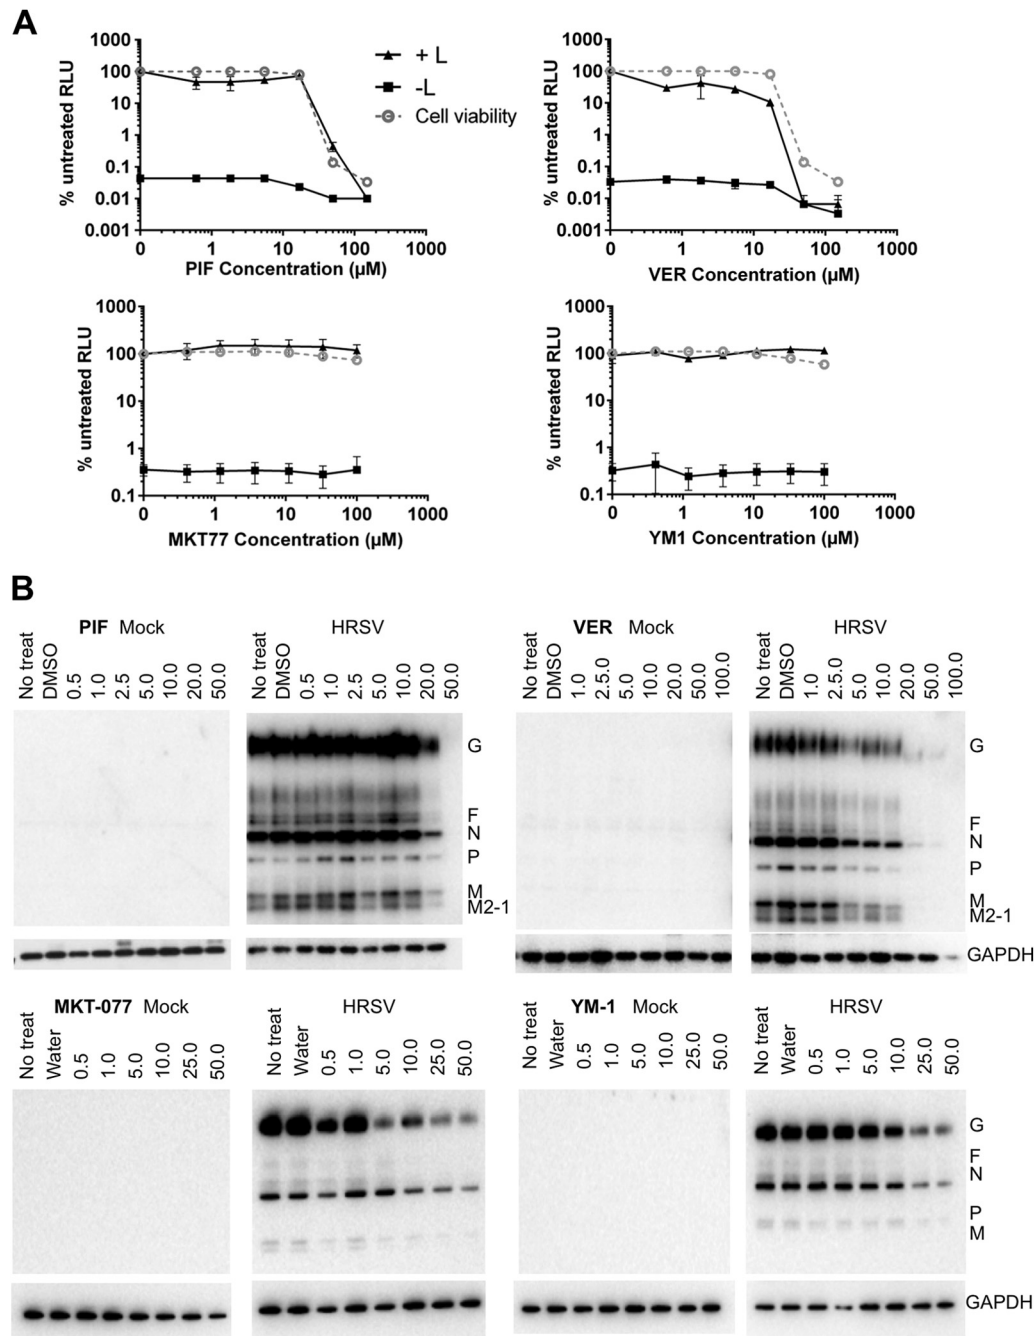 A
1000
100
10
1
0.1
0.01
0.001
% untreated RLU
0 1 10 100 1000
PIF Concentration (µM)
+ L
-L
Cell viability
1000
100
10
1
0.1
0.01
0.001
% untreated RLU
0 1 10 100 1000
VER Concentration (µM)
1000
100
10
1
0.1
% untreated RLU
0 1 10 100 1000
MKT77 Concentration (µM)
1000
100
10
1
0.1
% untreated RLU
0 1 10 100 1000
YM1 Concentration (µM)
B
PIF Mock
No treat DMSO 0.5 1.0 2.5 5.0 10.0 20.0 50.0
HRSV
No treat DMSO 0.5 1.0 2.5 5.0 10.0 20.0 50.0
G
F
N
P
M
M2-1
VER Mock
No treat DMSO 1.0 2.5. 5.0 10.0 20.0 50.0 100.0
HRSV
No treat DMSO 1.0 2.5.0 5.0 10.0 20.0 50.0 100.0
G
F
N
P
M
M2-1
GAPDH
MKT-077 Mock
No treat Water 0.5 1.0 5.0 10.0 25.0 50.0
HRSV
No treat Water 0.5 1.0 5.0 10.0 25.0 50.0
YM-1 Mock
No treat Water 0.5 1.0 5.0 10.0 25.0 50.0
HRSV
No treat Water 0.5 1.0 5.0 10.0 25.0 50.0
G
F
N
P
M
GAPDH